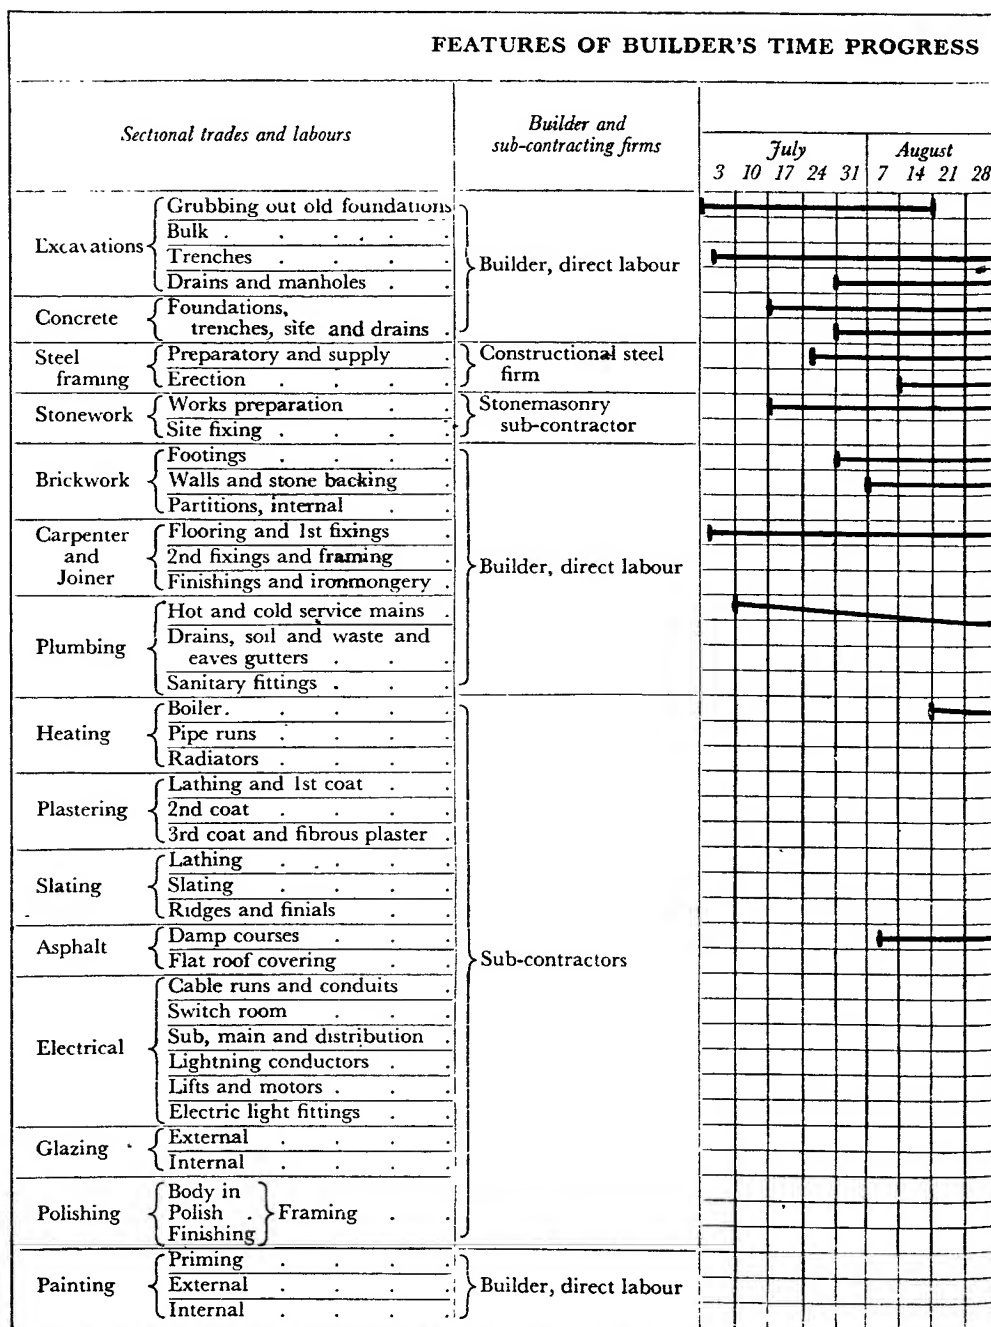 FEATURES OF BUILDER'S TIME PROGRESS
Sectional trades and labours
Builder and
sub-contracting firms
July August
3 10 17 24 31 7 14 21 28
Excavations
Grubbing out old foundations
Bulk . . . . .
Trenches . . . .
Drains and manholes . .
Builder, direct labour
Concrete
Foundations,
trenches, site and drains .
Steel
framing
Preparatory and supply .
Erection . . . .
Constructional steel
firm
Stonework
Works preparation . .
Site fixing . . . .
Stonemasonry
sub-contractor
Brickwork
Footings . . . .
Walls and stone backing .
Partitions, internal . .
Carpenter
and
Joiner
Flooring and 1st fixings .
2nd fixings and framing .
Finishings and ironmongery .
Builder, direct labour
Plumbing
Hot and cold service mains .
Drains, soil and waste and
eaves gutters . . .
Sanitary fittings . . .
Heating
Boiler. . . . .
Pipe runs . . . .
Radiators . . . .
Plastering
Lathing and 1st coat . .
2nd coat . . . .
3rd coat and fibrous plaster .
Slating
Lathing . . . .
Slating . . . .
Ridges and finials . .
Asphalt
Damp courses . . .
Flat roof covering . .
Sub-contractors
Electrical
Cable runs and conduits .
Switch room . . .
Sub, main and distribution .
Lightning conductors . .
Lifts and motors . . .
Electric light fittings . .
Glazing
External . . . .
Internal . . . .
Polishing
Body in
Polish .
Finishing
Framing . .
Painting
Priming . . . .
External . . . .
Internal . . . .
Builder, direct labour